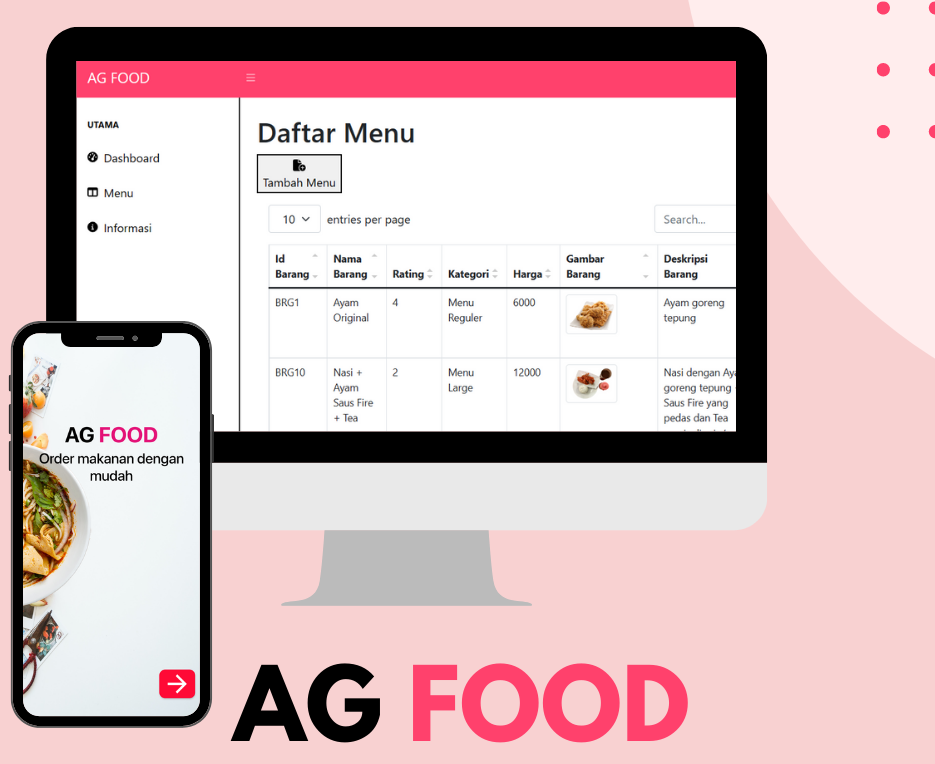 AG FOOD
UTAMA
Dashboard
Menu
Informasi
Daftar Menu
Tambah Menu
10 entries per page
Search...
Id Barang Nama Barang Rating Kategori Harga Gambar Barang Deskripsi Barang
BRG1 Ayam Original 4 Menu Reguler 6000 Ayam goreng tepung
BRG10 Nasi + Ayam Saus Fire + Tea 2 Menu Large 12000 Nasi dengan goreng tepung Saus Fire yang pedas dan Tea
AG FOOD
Order makanan dengan
mudah
AG FOOD